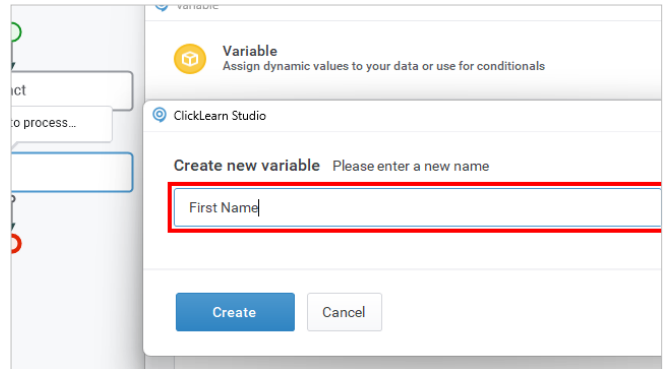 Variable
Variable
Assign dynamic values to your data or use for conditionals
ct
to process...
ClickLearn Studio
Create new variable Please enter a new name
First Name
Create Cancel